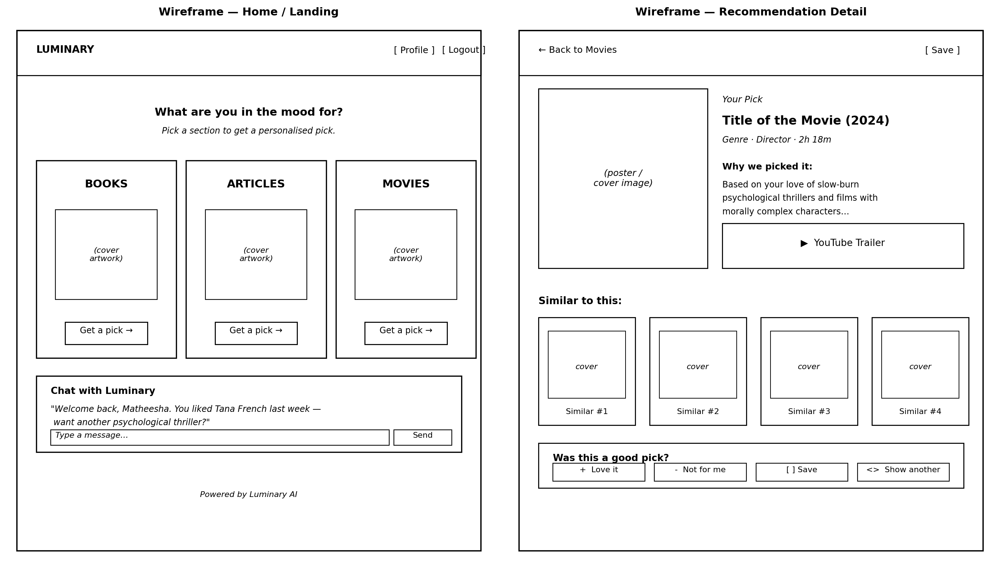 Wireframe — Home / Landing
LUMINARY
[ Profile ]
[ Logout ]
What are you in the mood for?
Pick a section to get a personalised pick.
BOOKS
(cover
artwork)
Get a pick →
ARTICLES
(cover
artwork)
Get a pick →
MOVIES
(cover
artwork)
Get a pick →
Chat with Luminary
"Welcome back, Matheesha. You liked Tana French last week —
want another psychological thriller?"
Type a message...
Send
Powered by Luminary AI
Wireframe — Recommendation Detail
← Back to Movies
[ Save ]
(poster /
cover image)
Your Pick
Title of the Movie (2024)
Genre · Director · 2h 18m
Why we picked it:
Based on your love of slow-burn
psychological thrillers and films with
morally complex characters...
▶ YouTube Trailer
Similar to this:
cover
Similar #1
cover
Similar #2
cover
Similar #3
cover
Similar #4
Was this a good pick?
+ Love it
- Not for me
[ ] Save
<> Show another